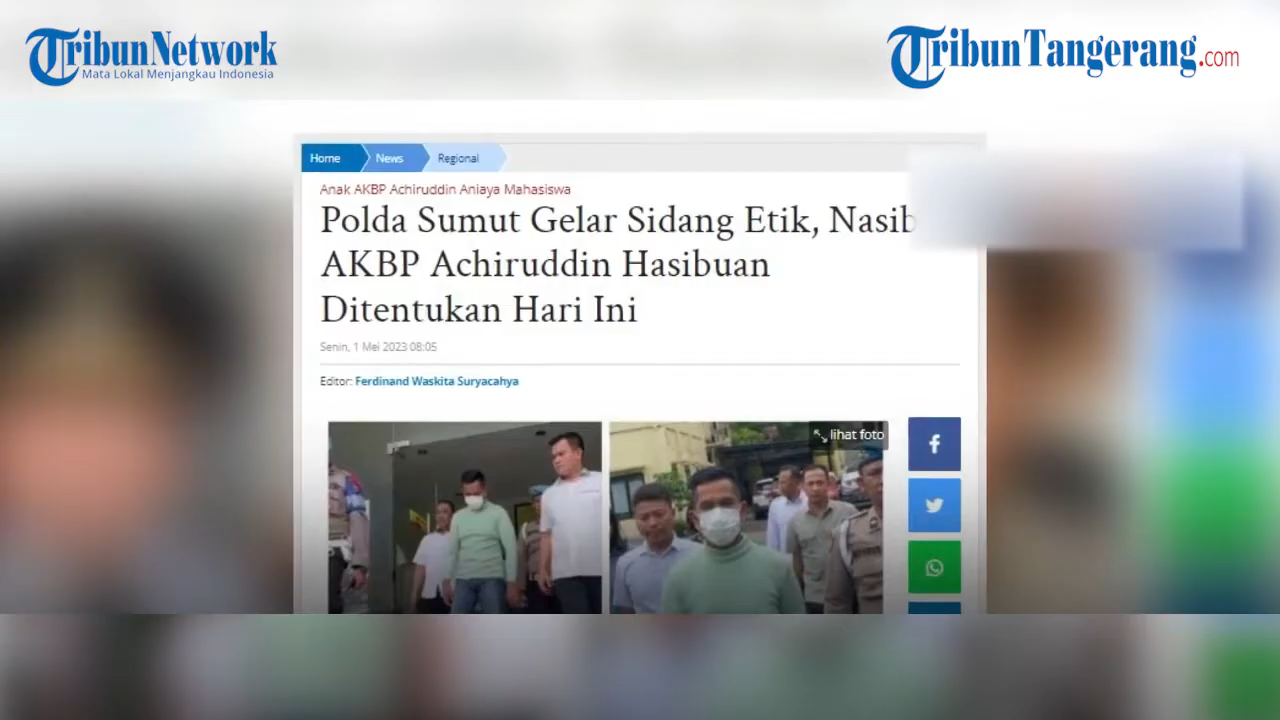 TribunNetwork
Mata Lokal Menjangkau Indonesia
TribunTangerang.com
Home
News
Regional
Anak AKBP Achiruddin Aniaya Mahasiswa
Polda Sumut Gelar Sidang Etik, Nasib
AKBP Achiruddin Hasibuan
Ditentukan Hari Ini
Senin, 1 Mei 2023 08:05
Editor: Ferdinand Waskita Suryacahya
lihat foto